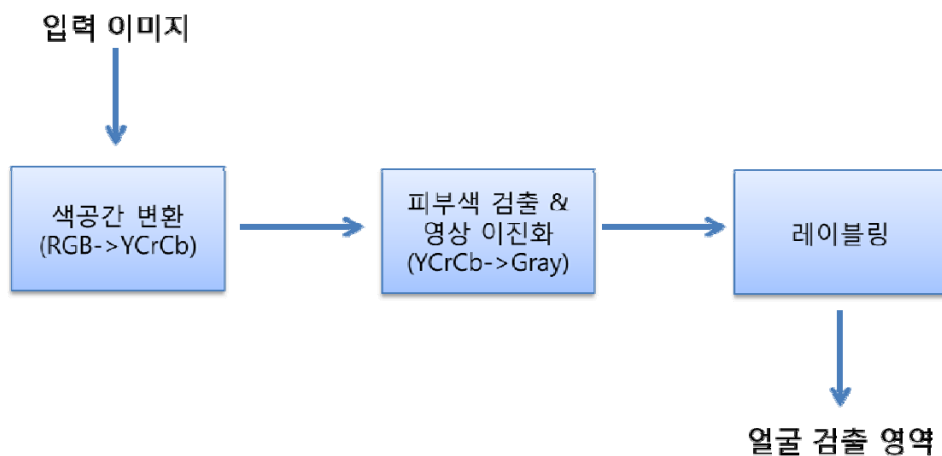 입력 이미지
색공간 변환
(RGB->YCrCb)
피부색 검출 &
영상 이진화
(YCrCb->Gray)
레이블링
얼굴 검출 영역